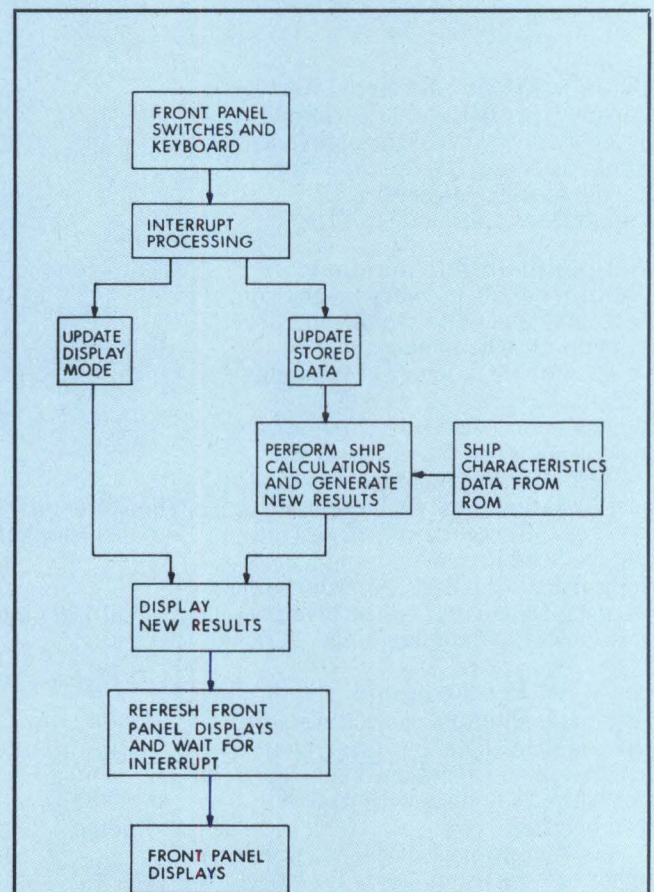 FRONT PANEL
SWITCHES AND
KEYBOARD
INTERRUPT
PROCESSING
UPDATE
DISPLAY
MODE
UPDATE
STORED
DATA
PERFORM SHIP
CALCULATIONS
AND GENERATE
NEW RESULTS
SHIP
CHARACTERISTICS
DATA FROM
ROM
DISPLAY
NEW RESULTS
REFRESH FRONT
PANEL DISPLAYS
AND WAIT FOR
INTERRUPT
FRONT PANEL
DISPLAYS